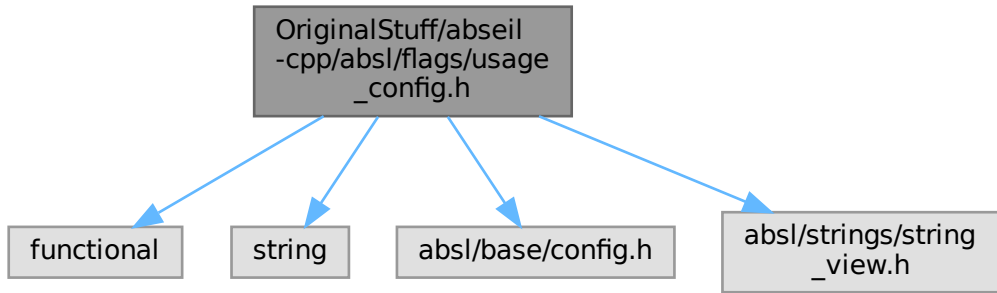 OriginalStuff/abseil
-cpp/absl/flags/usage
_config.h
functional
string
absl/base/config.h
absl/strings/string
_view.h